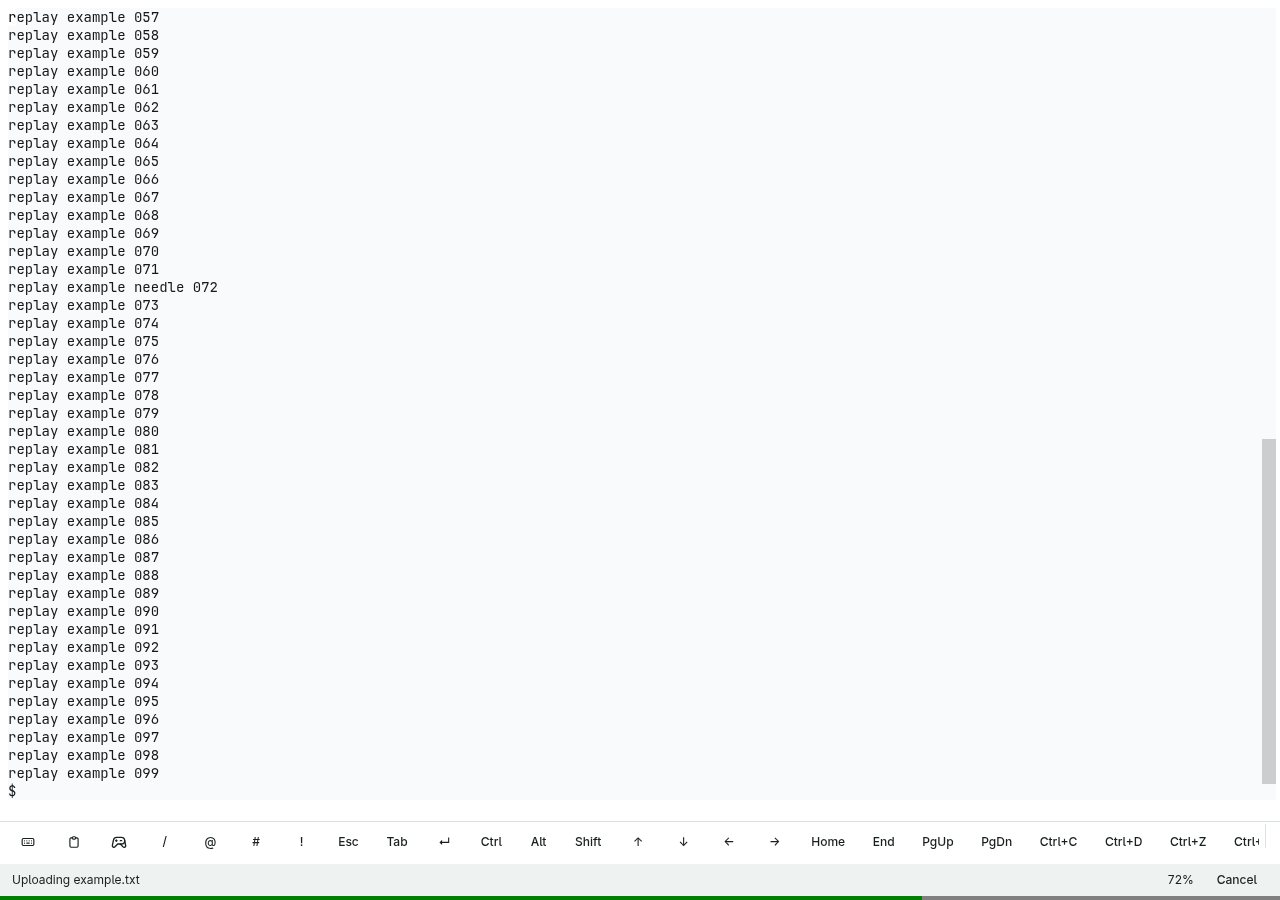 replay example 057
replay example 058
replay example 059
replay example 060
replay example 061
replay example 062
replay example 063
replay example 064
replay example 065
replay example 066
replay example 067
replay example 068
replay example 069
replay example 070
replay example 071
replay example needle 072
replay example 073
replay example 074
replay example 075
replay example 076
replay example 077
replay example 078
replay example 079
replay example 080
replay example 081
replay example 082
replay example 083
replay example 084
replay example 085
replay example 086
replay example 087
replay example 088
replay example 089
replay example 090
replay example 091
replay example 092
replay example 093
replay example 094
replay example 095
replay example 096
replay example 097
replay example 098
replay example 099
$
/ @ # ! Esc Tab ↵ Ctrl Alt Shift ↑ ↓ ← → Home End PgUp PgDn Ctrl+C Ctrl+D Ctrl+Z Ctrl+
Uploading example.txt 72% Cancel